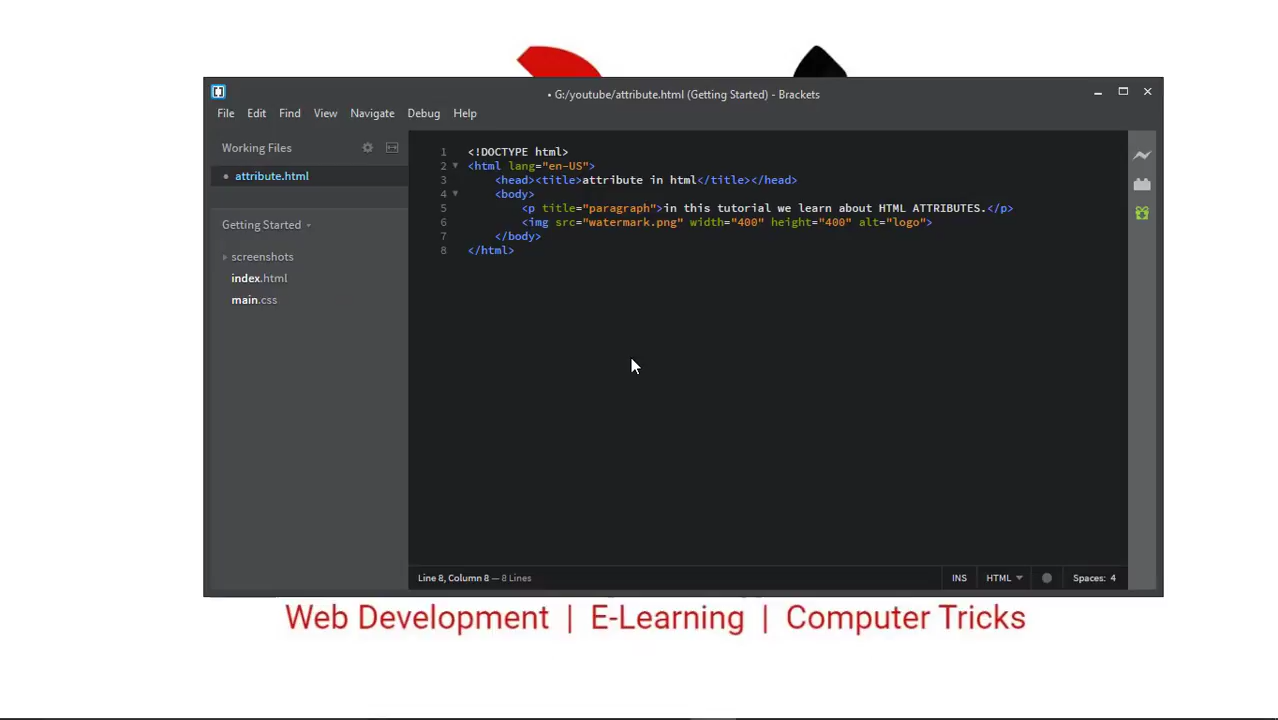 • G:/youtube/attribute.html (Getting Started) - Brackets
File Edit Find View Navigate Debug Help
Working Files
• attribute.html
Getting Started
screenshots
index.html
main.css
1 <!DOCTYPE html>
2 <html lang="en-US">
3 <head><title>attribute in html</title></head>
4 <body>
5 <p title="paragraph">in this tutorial we learn about HTML ATTRIBUTES.</p>
6 <img src="watermark.png" width="400" height="400" alt="logo">
7 </body>
8 </html>
Line 8, Column 8 — 8 Lines INS HTML Spaces: 4
Web Development | E-Learning | Computer Tricks